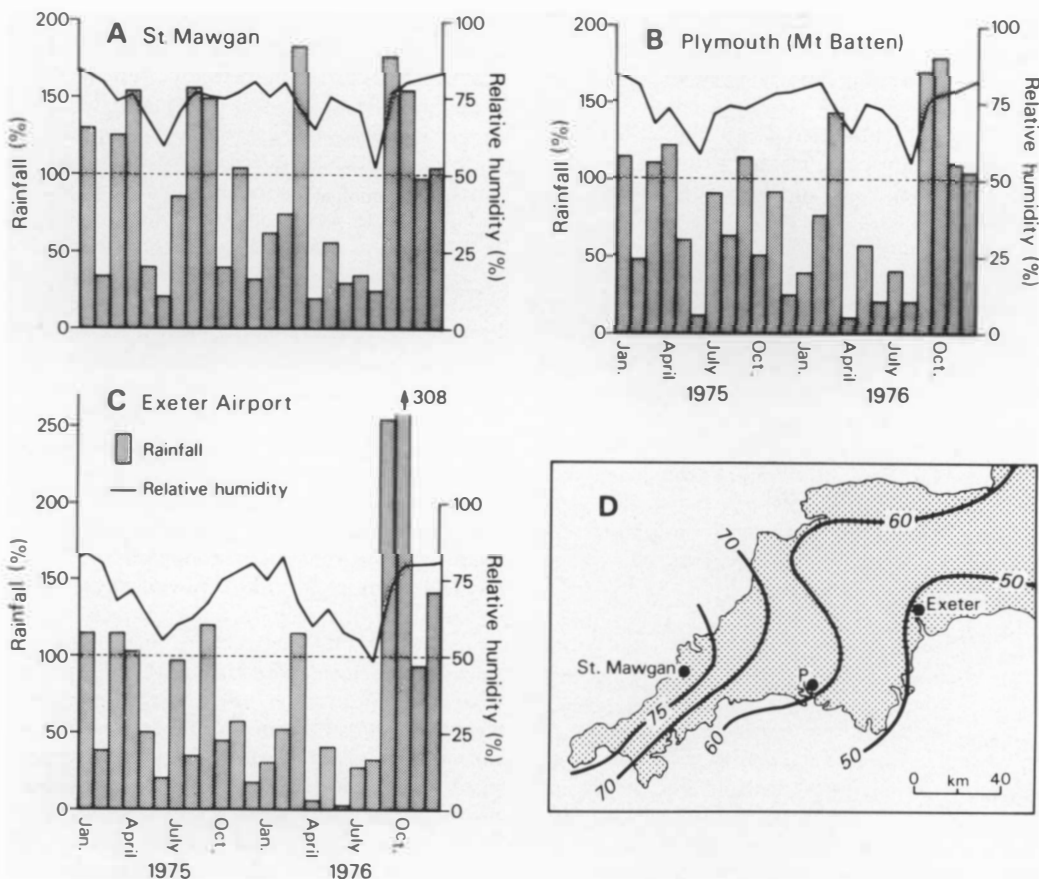 A St Mawgan
200
150
100
50
0
Rainfall (%)
100
75
50
25
0
Relative humidity (%)
B Plymouth (Mt Batten)
200
150
100
50
0
Rainfall (%)
100
75
50
25
0
Relative humidity (%)
Jan. April July Oct. Jan. April July Oct.
1975 1976
C Exeter Airport
308
Rainfall
Relative humidity
250
200
150
100
50
0
Rainfall (%)
100
75
50
25
0
Relative humidity (%)
Jan. April July Oct. Jan. April July Oct.
1975 1976
D
70
60
50
Exeter
St. Mawgan
P.
75
60
70
50
0 km 40